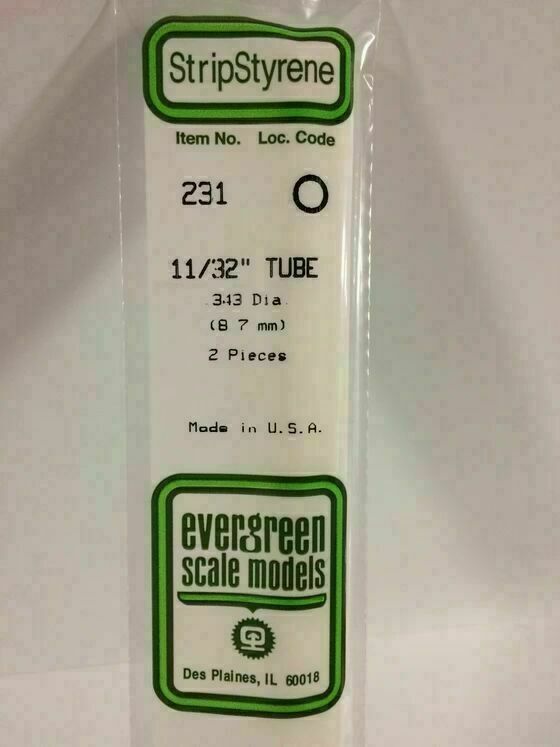 StripStyrene
Item No. Loc. Code
231 O
11/32" TUBE
.343 Dia.
(8.7 mm)
2 Pieces
Made in U.S.A.
evergreen
scale models
Des Plaines, IL 60018